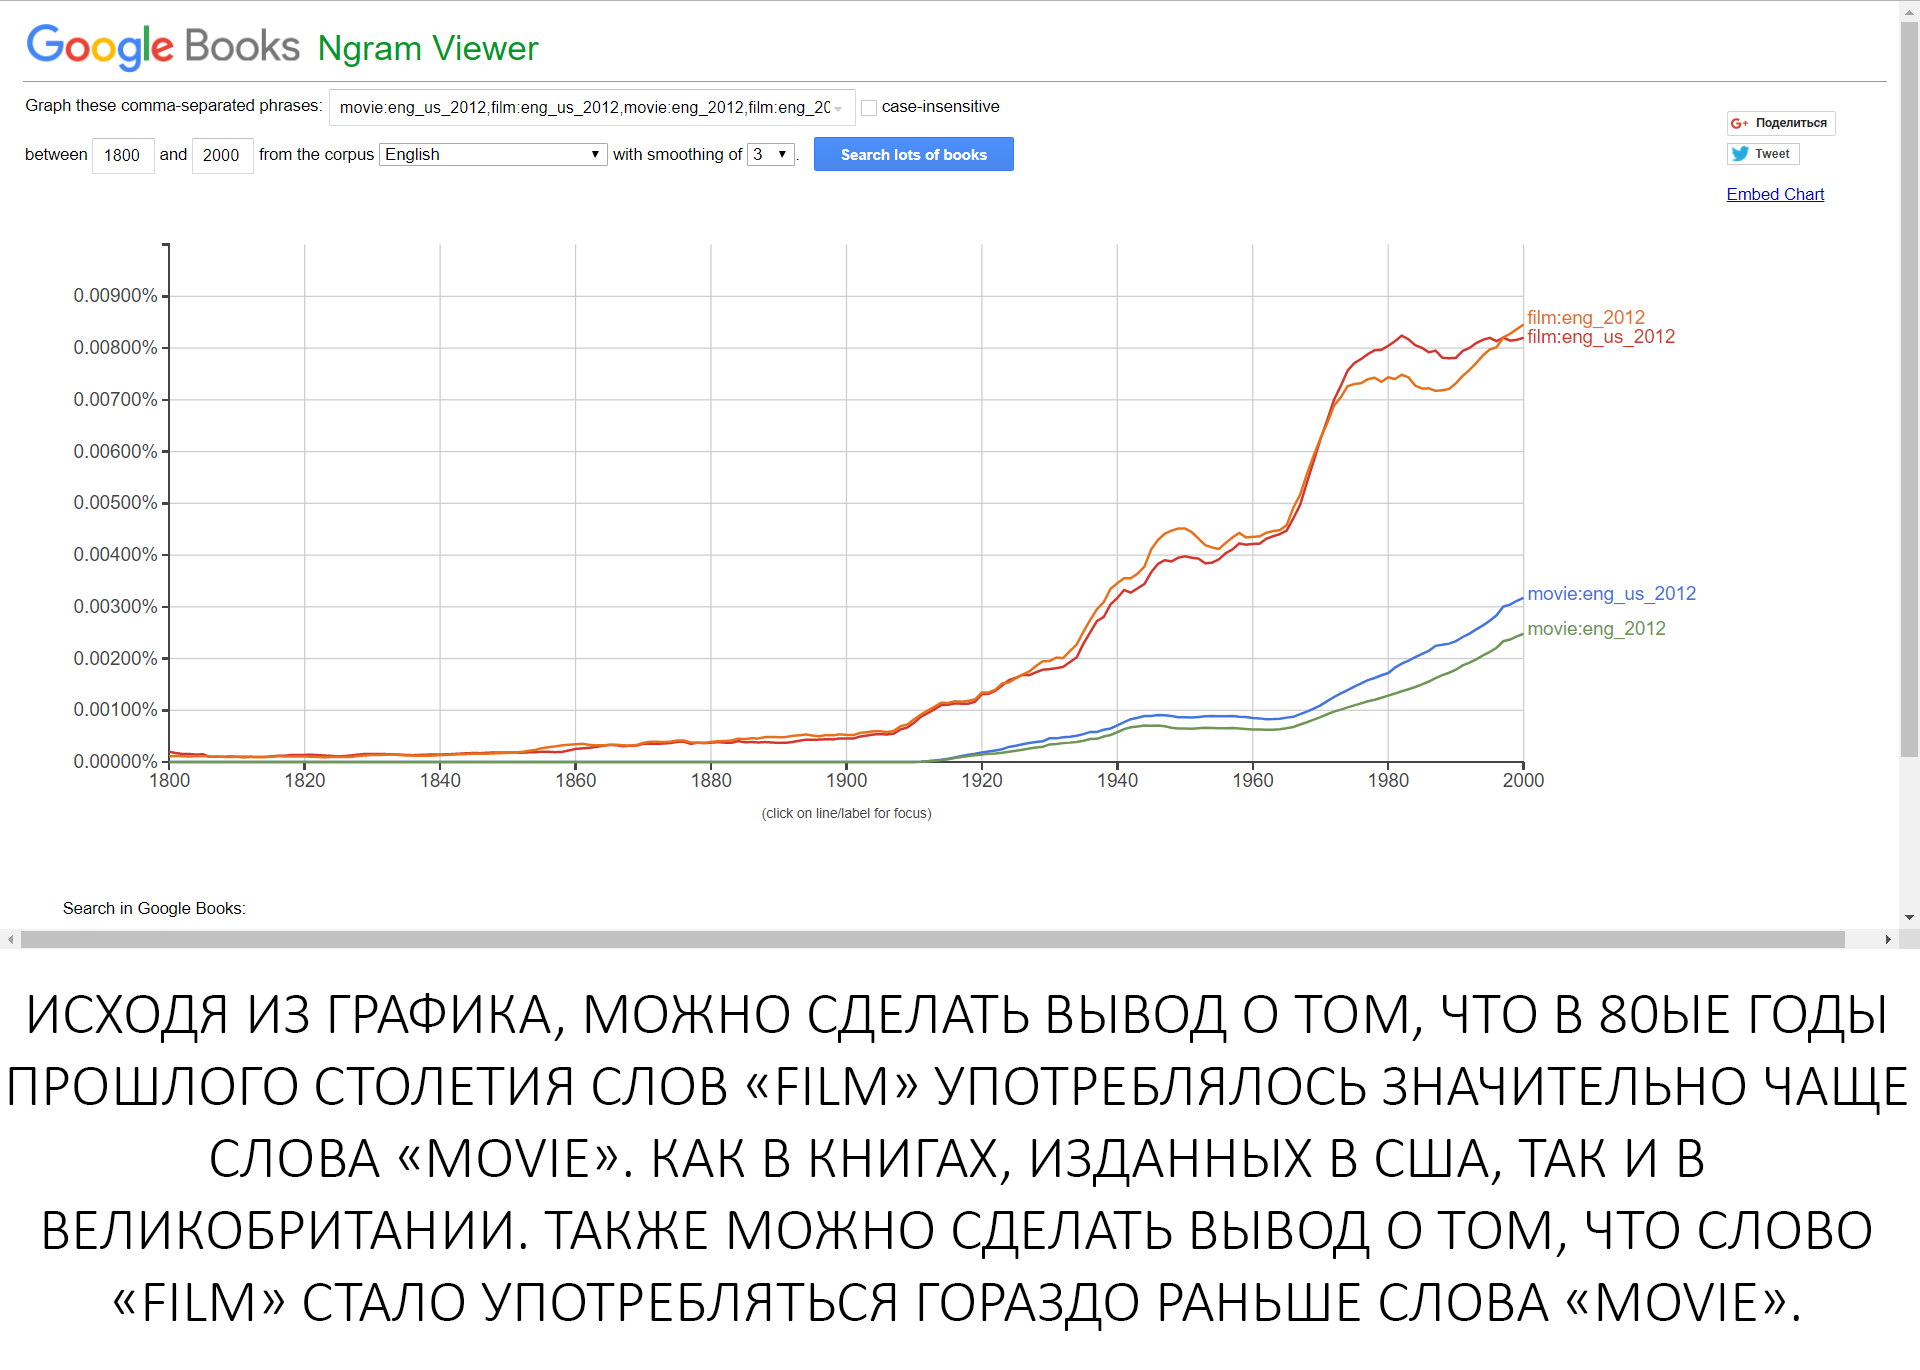 Google Books Ngram Viewer
Graph these comma-separated phrases: movie:eng_us_2012,film:eng_us_2012,movie:eng_2012,film:eng_20 case-insensitive
between 1800 and 2000 from the corpus English with smoothing of 3 . Search lots of books
G+ Поделиться
Tweet
Embed Chart
0.00900%
0.00800%
0.00700%
0.00600%
0.00500%
0.00400%
0.00300%
0.00200%
0.00100%
0.00000%
film:eng_2012
film:eng_us_2012
movie:eng_us_2012
movie:eng_2012
1800 1820 1840 1860 1880 1900 1920 1940 1960 1980 2000
(click on line/label for focus)
Search in Google Books:
ИСХОДЯ ИЗ ГРАФИКА, МОЖНО СДЕЛАТЬ ВЫВОД О ТОМ, ЧТО В 80ЫЕ ГОДЫ
ПРОШЛОГО СТОЛЕТИЯ СЛОВ «FILM» УПОТРЕБЛЯЛОСЬ ЗНАЧИТЕЛЬНО ЧАЩЕ
СЛОВА «MOVIE». КАК В КНИГАХ, ИЗДАННЫХ В США, ТАК И В
ВЕЛИКОБРИТАНИИ. ТАКЖЕ МОЖНО СДЕЛАТЬ ВЫВОД О ТОМ, ЧТО СЛОВО
«FILM» СТАЛО УПОТРЕБЛЯТЬСЯ ГОРАЗДО РАНЬШЕ СЛОВА «MOVIE».